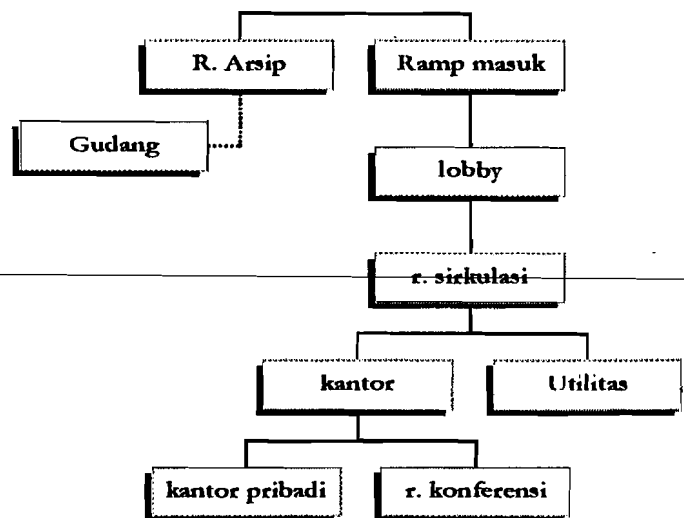 R. Arsip
Ramp masuk
Gudang
lobby
r. sirkulasi
kantor
Utilitas
kantor pribadi
r. konferensi